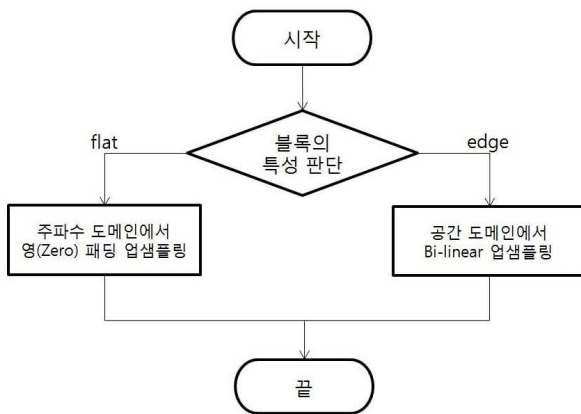 시작
블록의
특성 판단
flat
edge
주파수 도메인에서
영(Zero) 패딩 업샘플링
공간 도메인에서
Bi-linear 업샘플링
끝